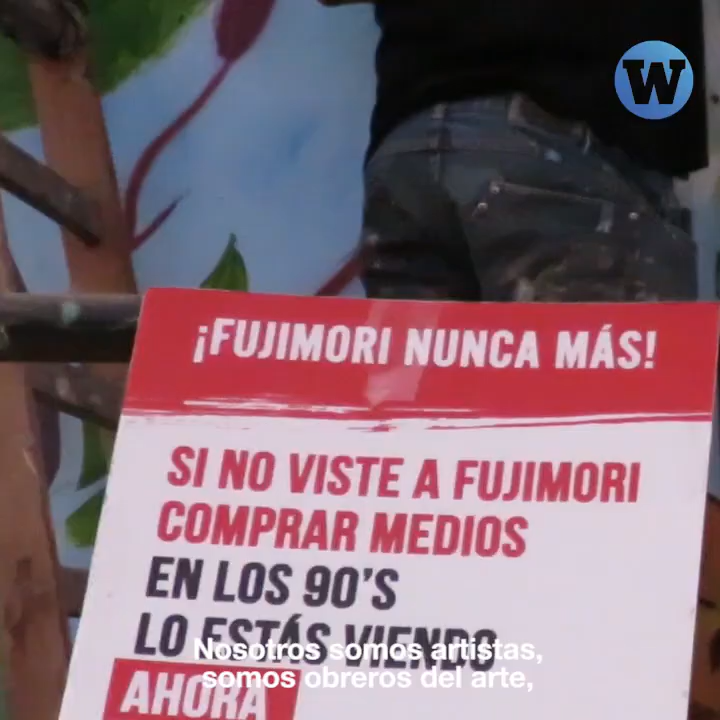 W
¡FUJIMORI NUNCA MÁS!
SI NO VISTE A FUJIMORI
COMPRAR MEDIOS
EN LOS 90'S
LO ESTÁS VIENDO
Nosotros somos artistas,
somos obreros del arte,
AHORA